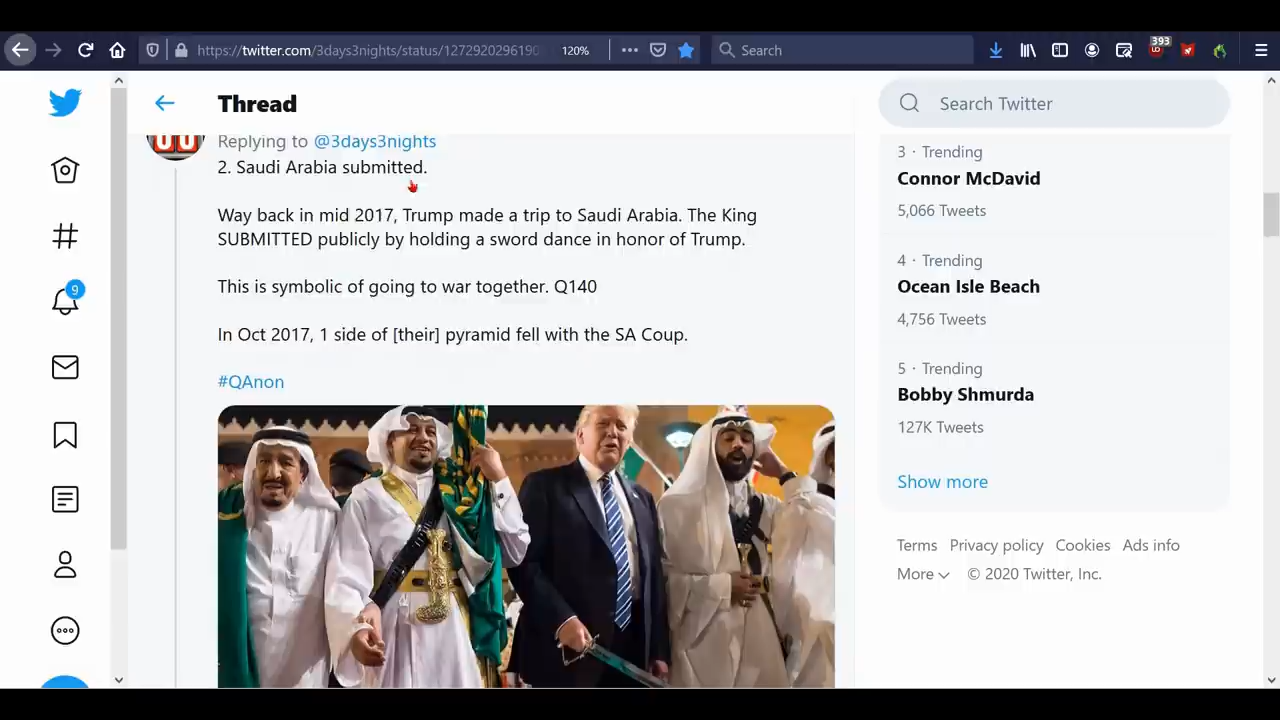 https://twitter.com/3days3nights/status/1272920296190
120%
Search
393
Thread
Search Twitter
Replying to @3days3nights
2. Saudi Arabia submitted.
Way back in mid 2017, Trump made a trip to Saudi Arabia. The King
SUBMITTED publicly by holding a sword dance in honor of Trump.
This is symbolic of going to war together. Q140
In Oct 2017, 1 side of [their] pyramid fell with the SA Coup.
#QAnon
9
3 · Trending
Connor McDavid
5,066 Tweets
4 · Trending
Ocean Isle Beach
4,756 Tweets
5 · Trending
Bobby Shmurda
127K Tweets
Show more
Terms Privacy policy Cookies Ads info
More © 2020 Twitter, Inc.